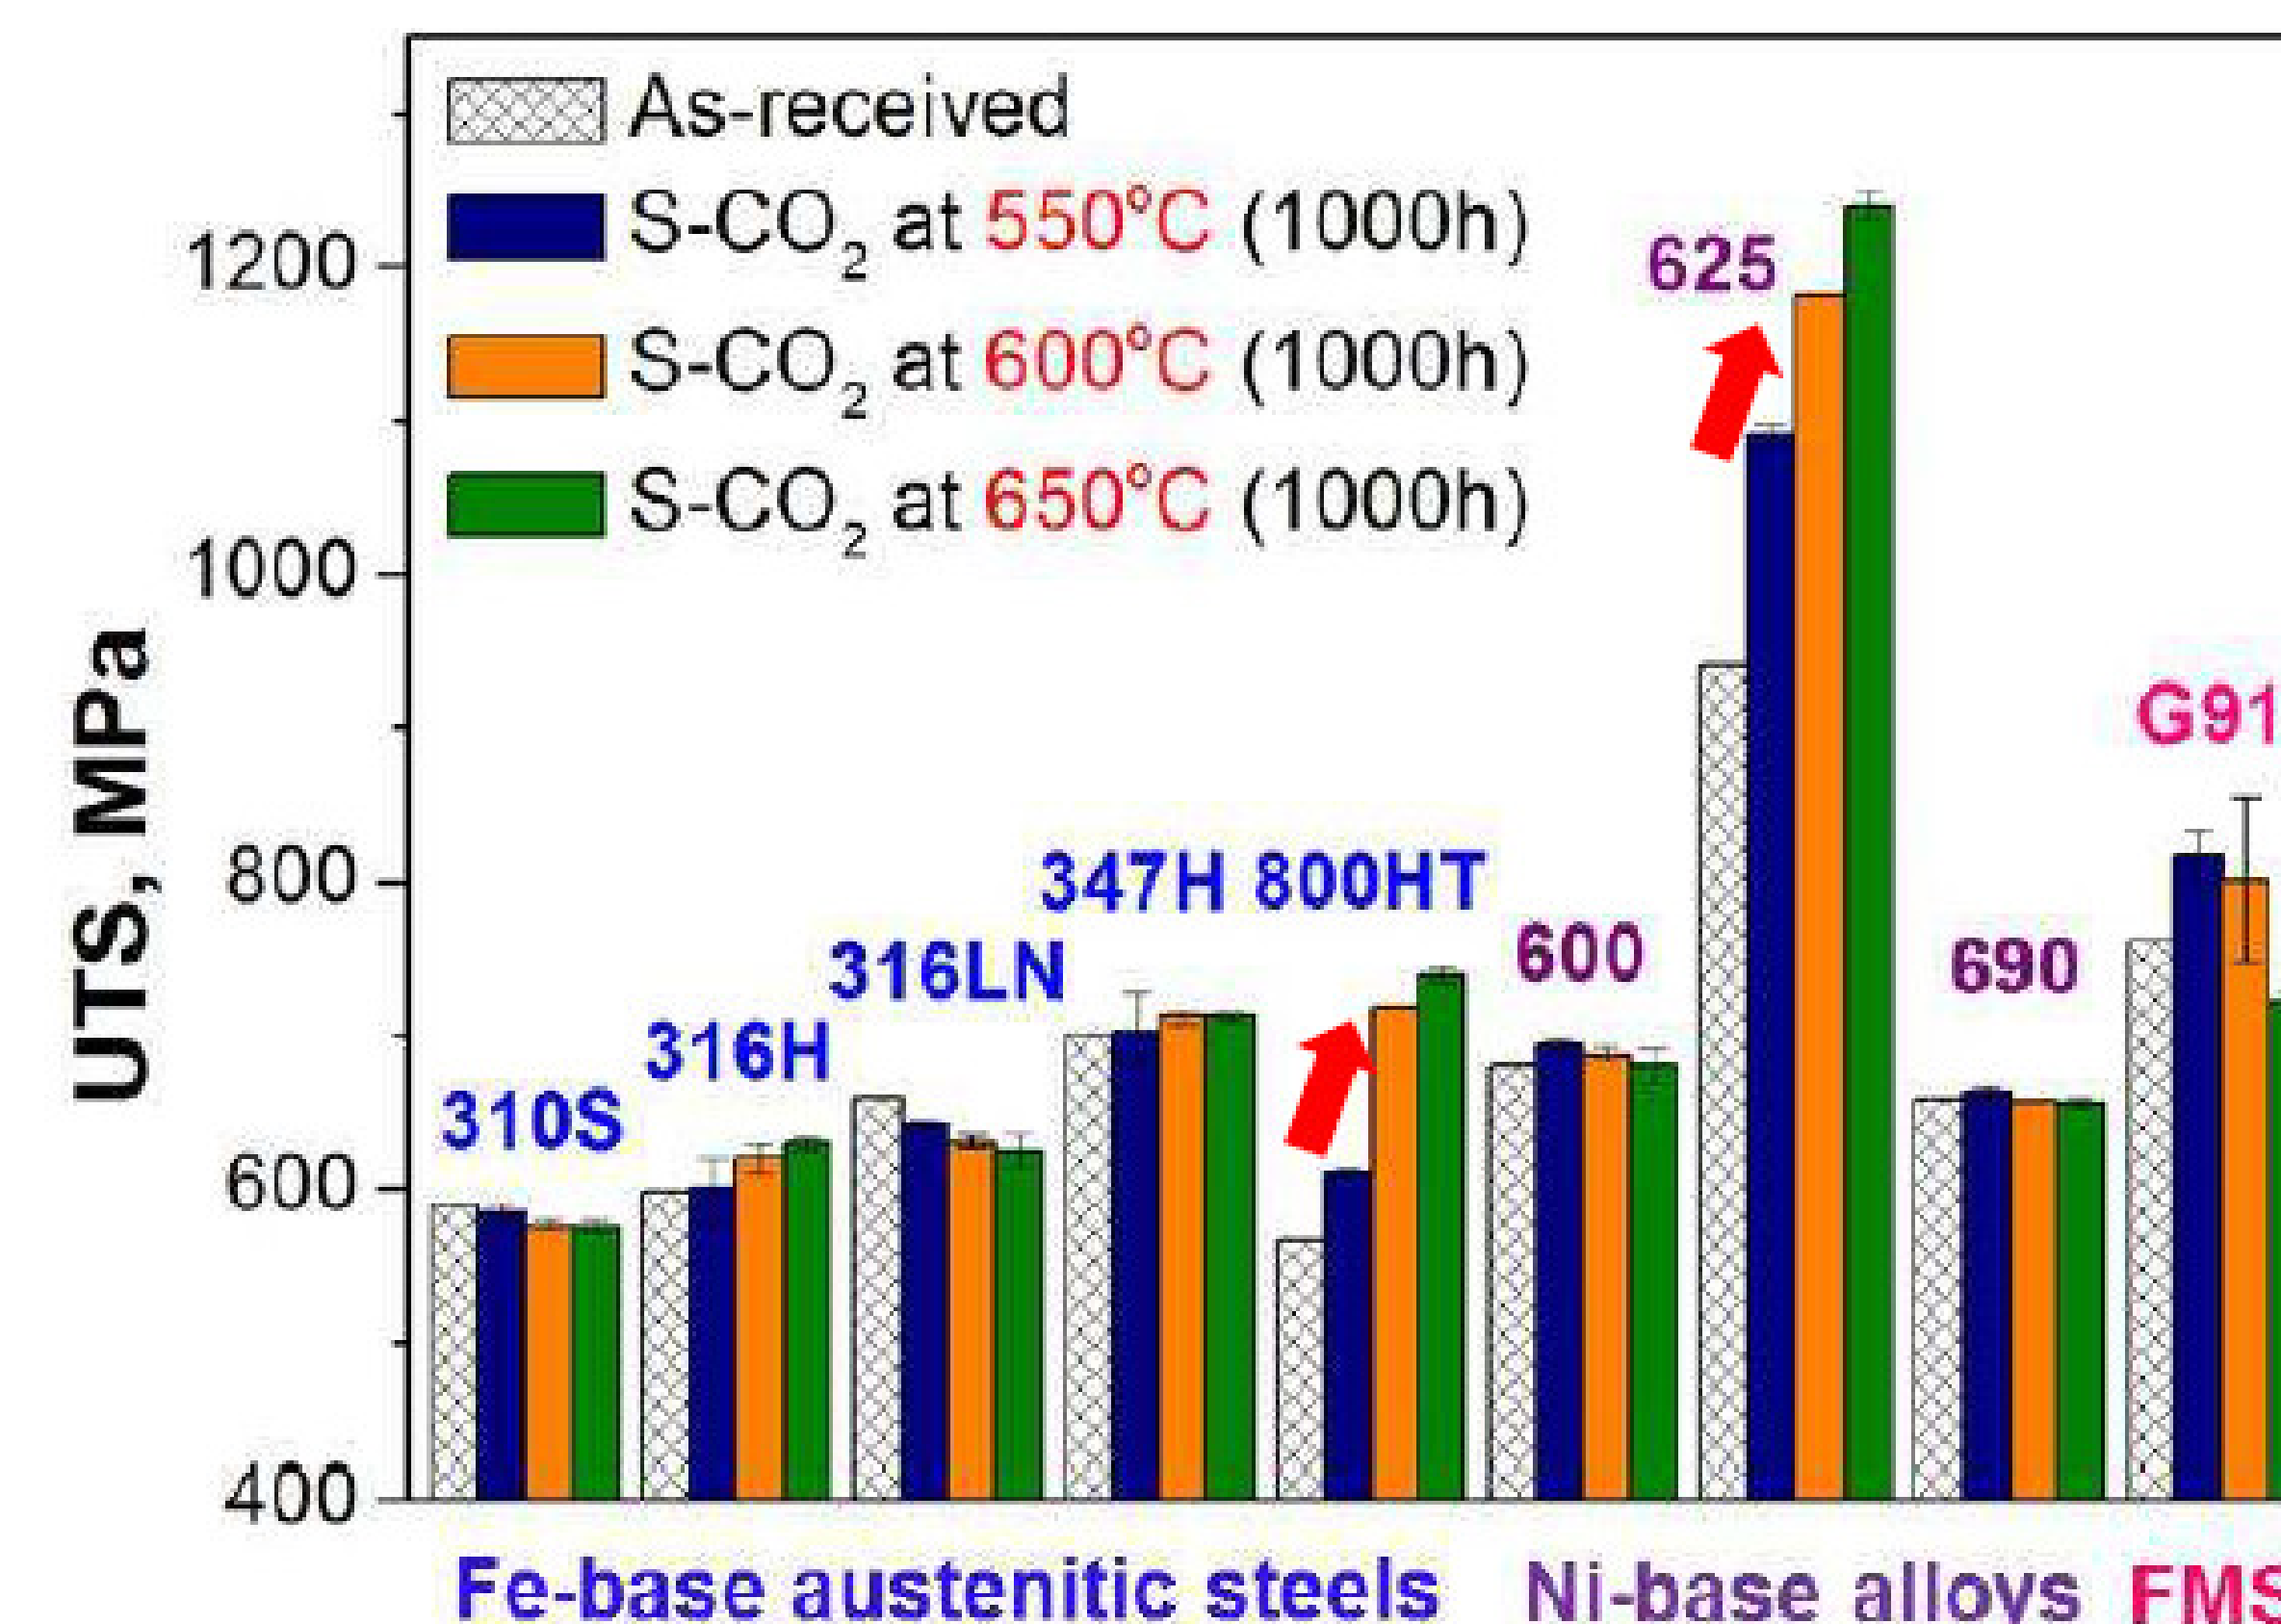 As-received
S-CO₂ at 550°C (1000h)
S-CO₂ at 600°C (1000h)
S-CO₂ at 650°C (1000h)
UTS, MPa
1200
1000
800
600
400
310S
316H
316LN
347H
800HT
600
625
690
G91
Fe-base austenitic steels
Ni-base alloys
FMS